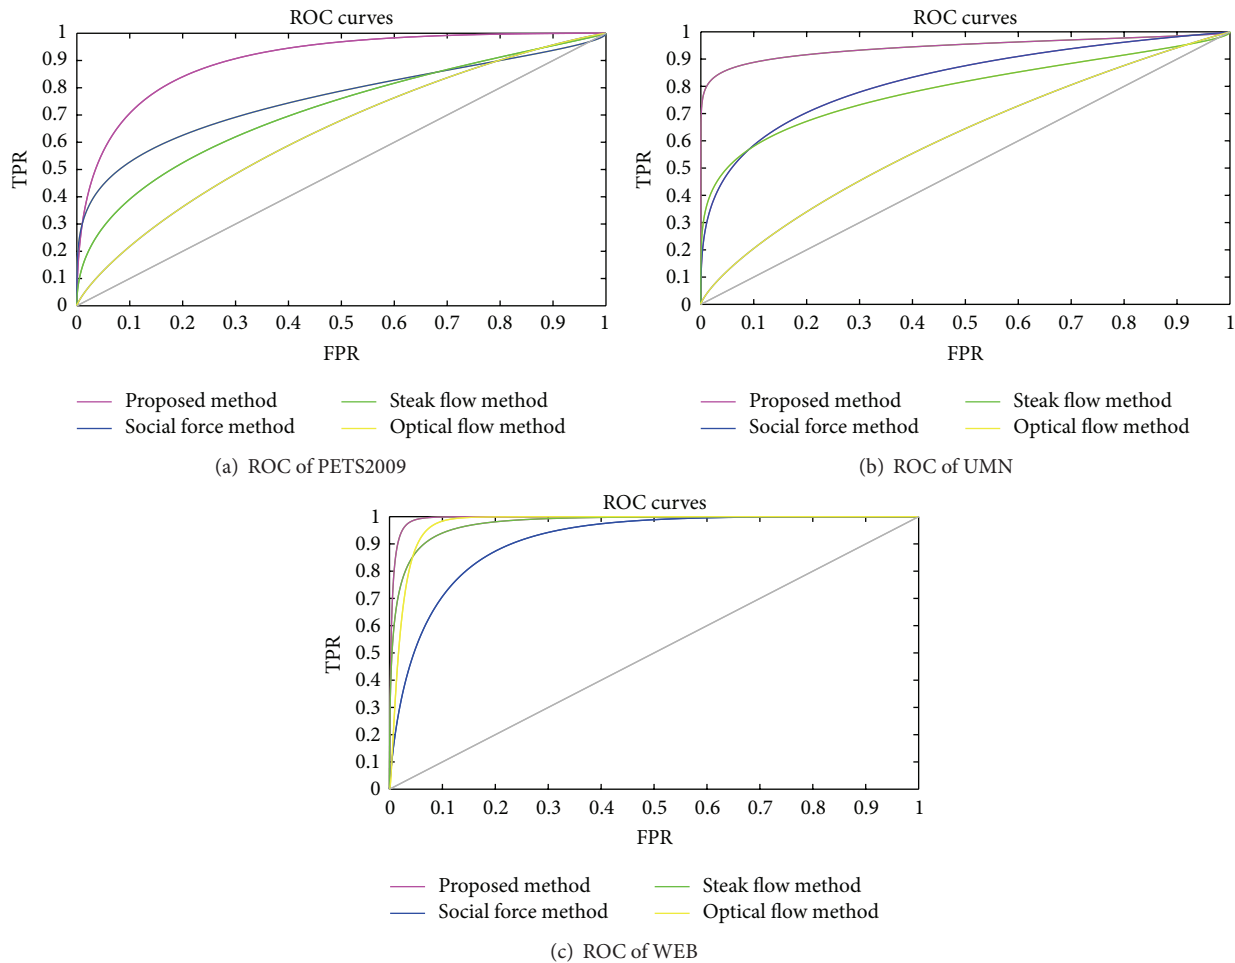 ROC curves
1
0.9
0.8
0.7
0.6
0.5
0.4
0.3
0.2
0.1
0
TPR
0 0.1 0.2 0.3 0.4 0.5 0.6 0.7 0.8 0.9 1
FPR
Proposed method
Social force method
Steak flow method
Optical flow method
(a) ROC of PETS2009
ROC curves
1
0.9
0.8
0.7
0.6
0.5
0.4
0.3
0.2
0.1
0
TPR
0 0.1 0.2 0.3 0.4 0.5 0.6 0.7 0.8 0.9 1
FPR
Proposed method
Social force method
Steak flow method
Optical flow method
(b) ROC of UMN
ROC curves
1
0.9
0.8
0.7
0.6
0.5
0.4
0.3
0.2
0.1
0
TPR
0 0.1 0.2 0.3 0.4 0.5 0.6 0.7 0.8 0.9 1
FPR
Proposed method
Social force method
Steak flow method
Optical flow method
(c) ROC of WEB